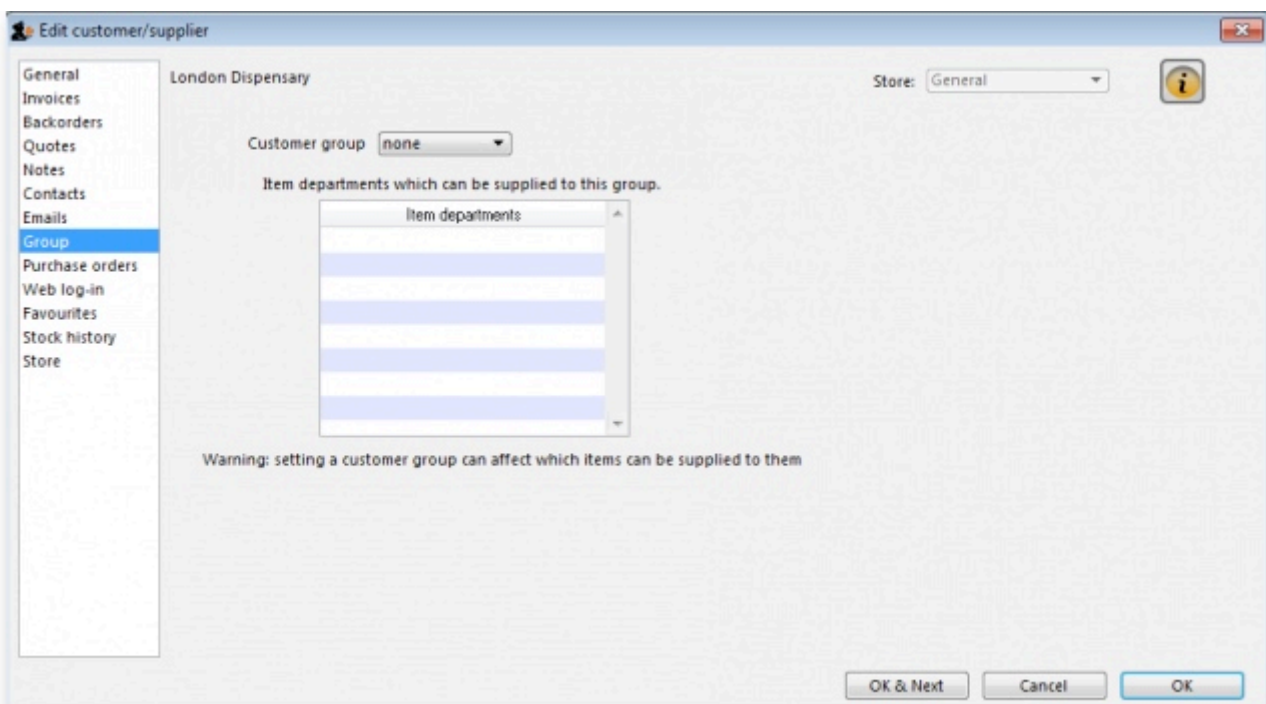 Edit customer/supplier
General
Invoices
Backorders
Quotes
Notes
Contacts
Emails
Group
Purchase orders
Web log-in
Favourites
Stock history
Store
London Dispensary
Store: General
Customer group none
Item departments which can be supplied to this group.
Item departments
Warning: setting a customer group can affect which items can be supplied to them
OK & Next Cancel OK